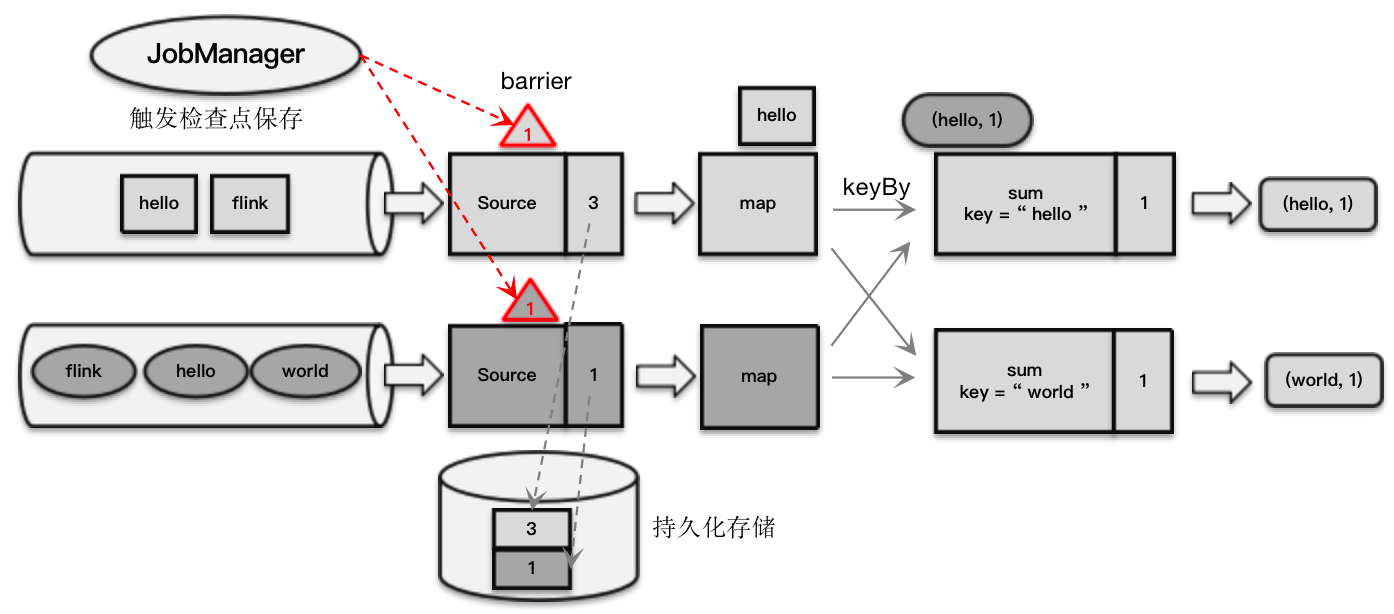 JobManager
触发检查点保存
barrier
1
hello
(hello, 1)
hello
flink
Source
3
map
keyBy
sum
key = “ hello ”
1
(hello, 1)
1
flink
hello
world
Source
1
map
sum
key = “ world ”
1
(world, 1)
3
1
持久化存储